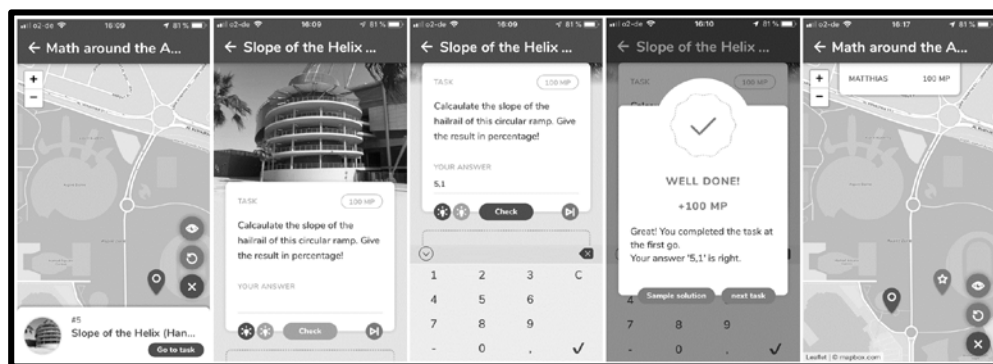 o2-de 16:09 81 %
← Math around the A...
+
−
#5
Slope of the Helix (Han...
Go to task
o2-de 16:09 81 %
← Slope of the Helix ...
TASK 100 MP
Calcaulate the slope of the
hailrail of this circular ramp. Give
the result in percentage!
YOUR ANSWER
Check
o2-de 16:09 81 %
← Slope of the Helix ...
TASK 100 MP
Calcaulate the slope of the
hailrail of this circular ramp. Give
the result in percentage!
YOUR ANSWER
5,1
Check
1 2 3 C
4 5 6
7 8 9
- 0 .
o2-de 16:10 81 %
← Slope of the Helix ...
TASK 100 MP
WELL DONE!
+100 MP
Great! You completed the task at
the first go.
Your answer '5,1' is right.
Sample solution next task
4
7 8 9
- 0 .
o2-de 16:17 81 %
← Math around the A...
MATTHIAS 100 MP
+
−
Leaflet | © mapbox.com